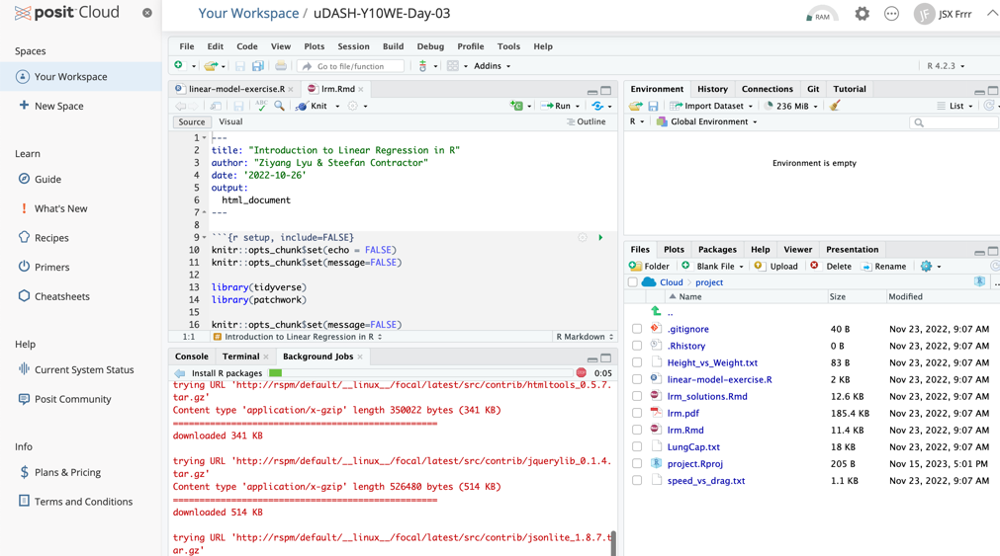 posit Cloud
Your Workspace / uDASH-Y10WE-Day-03
RAM
JF
JSX Frrr
Spaces
Your Workspace
New Space
Learn
Guide
What's New
Recipes
Primers
Cheatsheets
Help
Current System Status
Posit Community
Info
Plans & Pricing
Terms and Conditions
File Edit Code View Plots Session Build Debug Profile Tools Help
Go to file/function
Addins
R 4.2.3
linear-model-exercise.R
lrm.Rmd
ABC
Knit
Run
Source Visual
Outline
1 ---
2 title: "Introduction to Linear Regression in R"
3 author: "Ziyang Lyu & Steefan Contractor"
4 date: '2022-10-26'
5 output:
6 html_document
7 ---
8
9 ```{r setup, include=FALSE}
10 knitr::opts_chunk$set(echo = FALSE)
11 knitr::opts_chunk$set(message=FALSE)
12
13 library(tidyverse)
14 library(patchwork)
15
16 knitr::opts_chunk$set(message=FALSE)
1:1 Introduction to Linear Regression in R
R Markdown
Console Terminal Background Jobs
Install R packages
0:05
trying URL 'http://rspm/default/__linux__/focal/latest/src/contrib/htmltools_0.5.7.
tar.gz'
Content type 'application/x-gzip' length 350022 bytes (341 KB)
==================================================
downloaded 341 KB
trying URL 'http://rspm/default/__linux__/focal/latest/src/contrib/jquerylib_0.1.4.
tar.gz'
Content type 'application/x-gzip' length 526480 bytes (514 KB)
==================================================
downloaded 514 KB
trying URL 'http://rspm/default/__linux__/focal/latest/src/contrib/jsonlite_1.8.7.t
ar.gz'
Environment History Connections Git Tutorial
Import Dataset
236 MiB
List
R Global Environment
Environment is empty
Files Plots Packages Help Viewer Presentation
Folder Blank File Upload Delete Rename
Cloud project
Name Size Modified
..
.gitignore 40 B Nov 23, 2022, 9:07 AM
.Rhistory 0 B Nov 23, 2022, 9:07 AM
Height_vs_Weight.txt 83 B Nov 23, 2022, 9:07 AM
linear-model-exercise.R 2 KB Nov 23, 2022, 9:07 AM
lrm_solutions.Rmd 12.6 KB Nov 23, 2022, 9:07 AM
lrm.pdf 185.4 KB Nov 23, 2022, 9:07 AM
lrm.Rmd 11.4 KB Nov 23, 2022, 9:07 AM
LungCap.txt 18 KB Nov 23, 2022, 9:07 AM
project.Rproj 205 B Nov 15, 2023, 5:01 PM
speed_vs_drag.txt 1.1 KB Nov 23, 2022, 9:07 AM